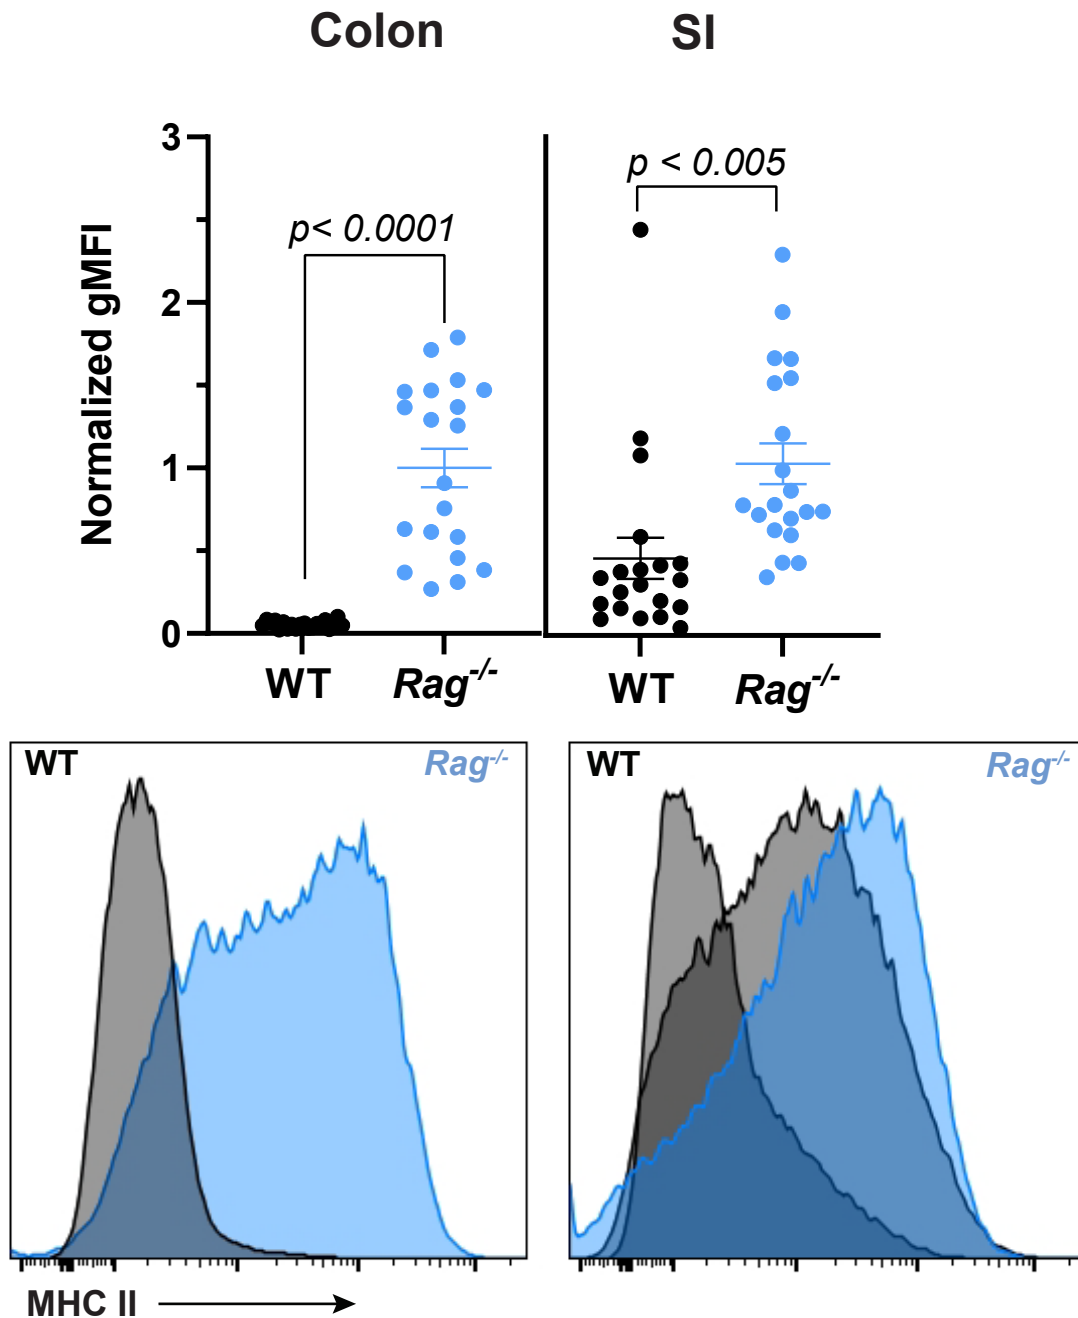 Colon
SI
Normalized gMFI
3
2
1
0
p< 0.0001
p < 0.005
WT
Rag-/-
WT
Rag-/-
WT
Rag-/-
WT
Rag-/-
MHC II